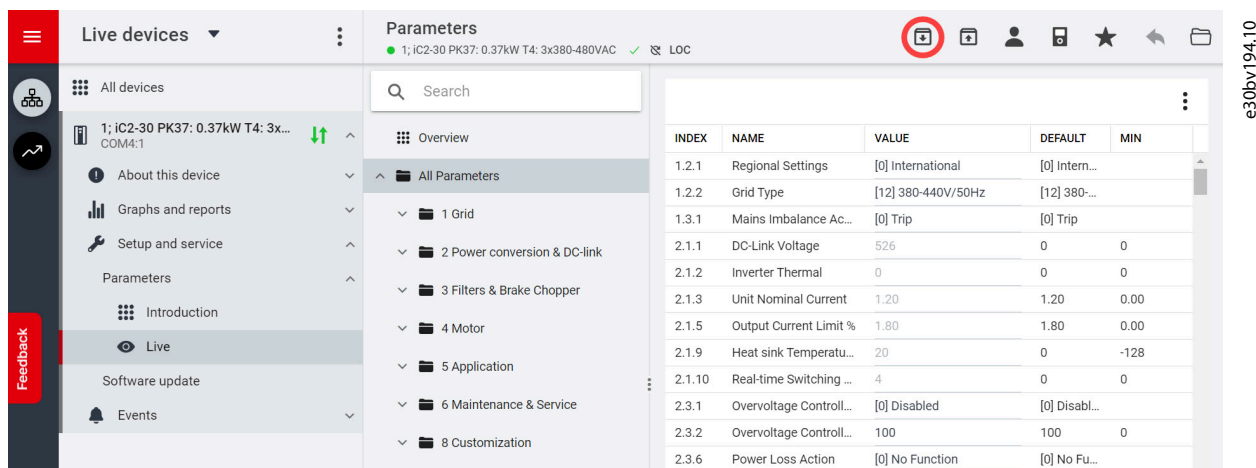 Live devices
Parameters
1; iC2-30 PK37: 0.37kW T4: 3x380-480VAC LOC
All devices
1; iC2-30 PK37: 0.37kW T4: 3x...
COM4:1
About this device
Graphs and reports
Setup and service
Parameters
Introduction
Live
Software update
Events
Feedback
Search
Overview
All Parameters
1 Grid
2 Power conversion & DC-link
3 Filters & Brake Chopper
4 Motor
5 Application
6 Maintenance & Service
8 Customization
INDEX NAME VALUE DEFAULT MIN
1.2.1 Regional Settings [0] International [0] Intern...
1.2.2 Grid Type [12] 380-440V/50Hz [12] 380-...
1.3.1 Mains Imbalance Ac... [0] Trip [0] Trip
2.1.1 DC-Link Voltage 526 0 0
2.1.2 Inverter Thermal 0 0 0
2.1.3 Unit Nominal Current 1.20 1.20 0.00
2.1.5 Output Current Limit % 1.80 1.80 0.00
2.1.9 Heat sink Temperatu... 20 0 -128
2.1.10 Real-time Switching ... 4 0 0
2.3.1 Overvoltage Controll... [0] Disabled [0] Disabl...
2.3.2 Overvoltage Controll... 100 100 0
2.3.6 Power Loss Action [0] No Function [0] No Fu...
e30bv194.10